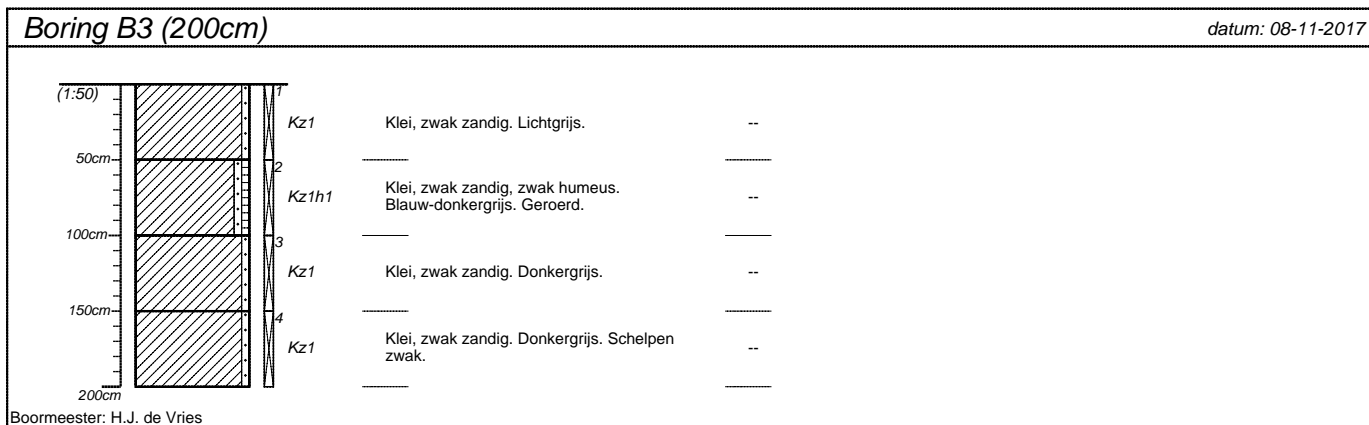 Boring B3 (200cm)
datum: 08-11-2017
(1:50)
1
Kz1
Klei, zwak zandig. Lichtgrijs.
--
50cm
2
Kz1h1
Klei, zwak zandig, zwak humeus.
Blauw-donkergrijs. Geroerd.
--
100cm
3
Kz1
Klei, zwak zandig. Donkergrijs.
--
150cm
4
Kz1
Klei, zwak zandig. Donkergrijs. Schelpen
zwak.
--
200cm
Boormeester: H.J. de Vries